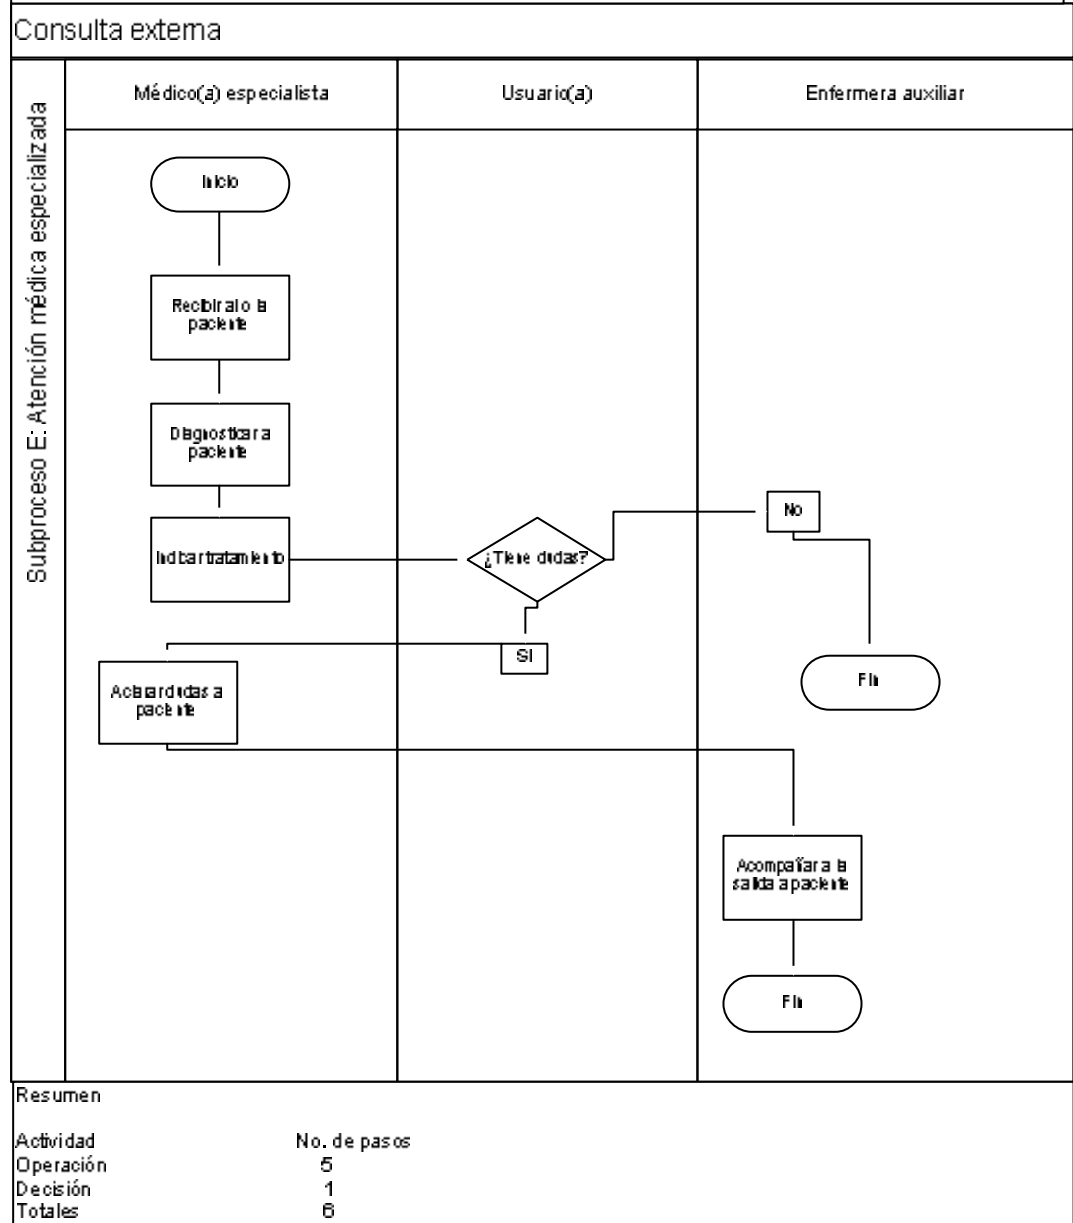 Consulta externa
Subproceso E: Atención médica especializada
Médico(a) especialista
Usuario(a)
Enfermera auxiliar
Inicio
Recibir al o la
paciente
Diagnosticar a
paciente
Indicar tratamiento
¿Tiene dudas?
No
Fin
SI
Aclarar dudas a
paciente
Acompañar a la
salida a paciente
Fin
Resumen
Actividad No. de pasos
Operación 5
Decisión 1
Totales 6